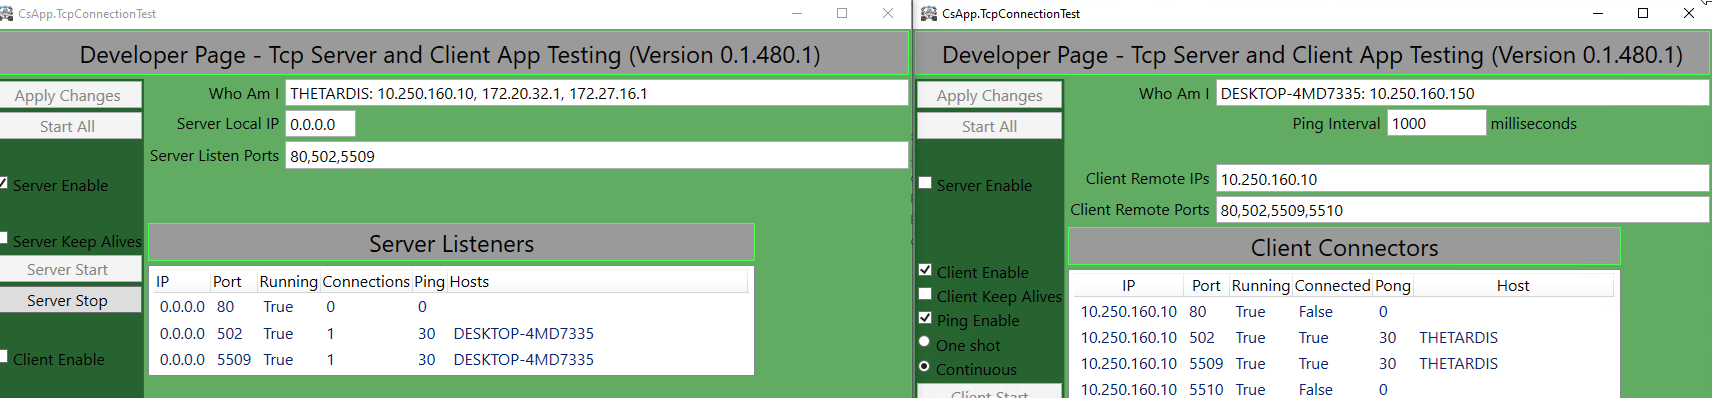 CsApp.TcpConnectionTest
Developer Page - Tcp Server and Client App Testing (Version 0.1.480.1)
Apply Changes
Who Am I THETARDIS: 10.250.160.10, 172.20.32.1, 172.27.16.1
Start All
Server Local IP 0.0.0.0
Server Listen Ports 80,502,5509
Server Enable
Server Keep Alives
Server Start
Server Stop
Client Enable
Server Listeners
IP Port Running Connections Ping Hosts
0.0.0.0 80 True 0 0
0.0.0.0 502 True 1 30 DESKTOP-4MD7335
0.0.0.0 5509 True 1 30 DESKTOP-4MD7335
CsApp.TcpConnectionTest
Developer Page - Tcp Server and Client App Testing (Version 0.1.480.1)
Apply Changes
Who Am I DESKTOP-4MD7335: 10.250.160.150
Start All
Ping Interval 1000 milliseconds
Client Remote IPs 10.250.160.10
Client Remote Ports 80,502,5509,5510
Server Enable
Client Enable
Client Keep Alives
Ping Enable
One shot
Continuous
Client Start
Client Connectors
IP Port Running Connected Pong Host
10.250.160.10 80 True False 0
10.250.160.10 502 True True 30 THETARDIS
10.250.160.10 5509 True True 30 THETARDIS
10.250.160.10 5510 True False 0